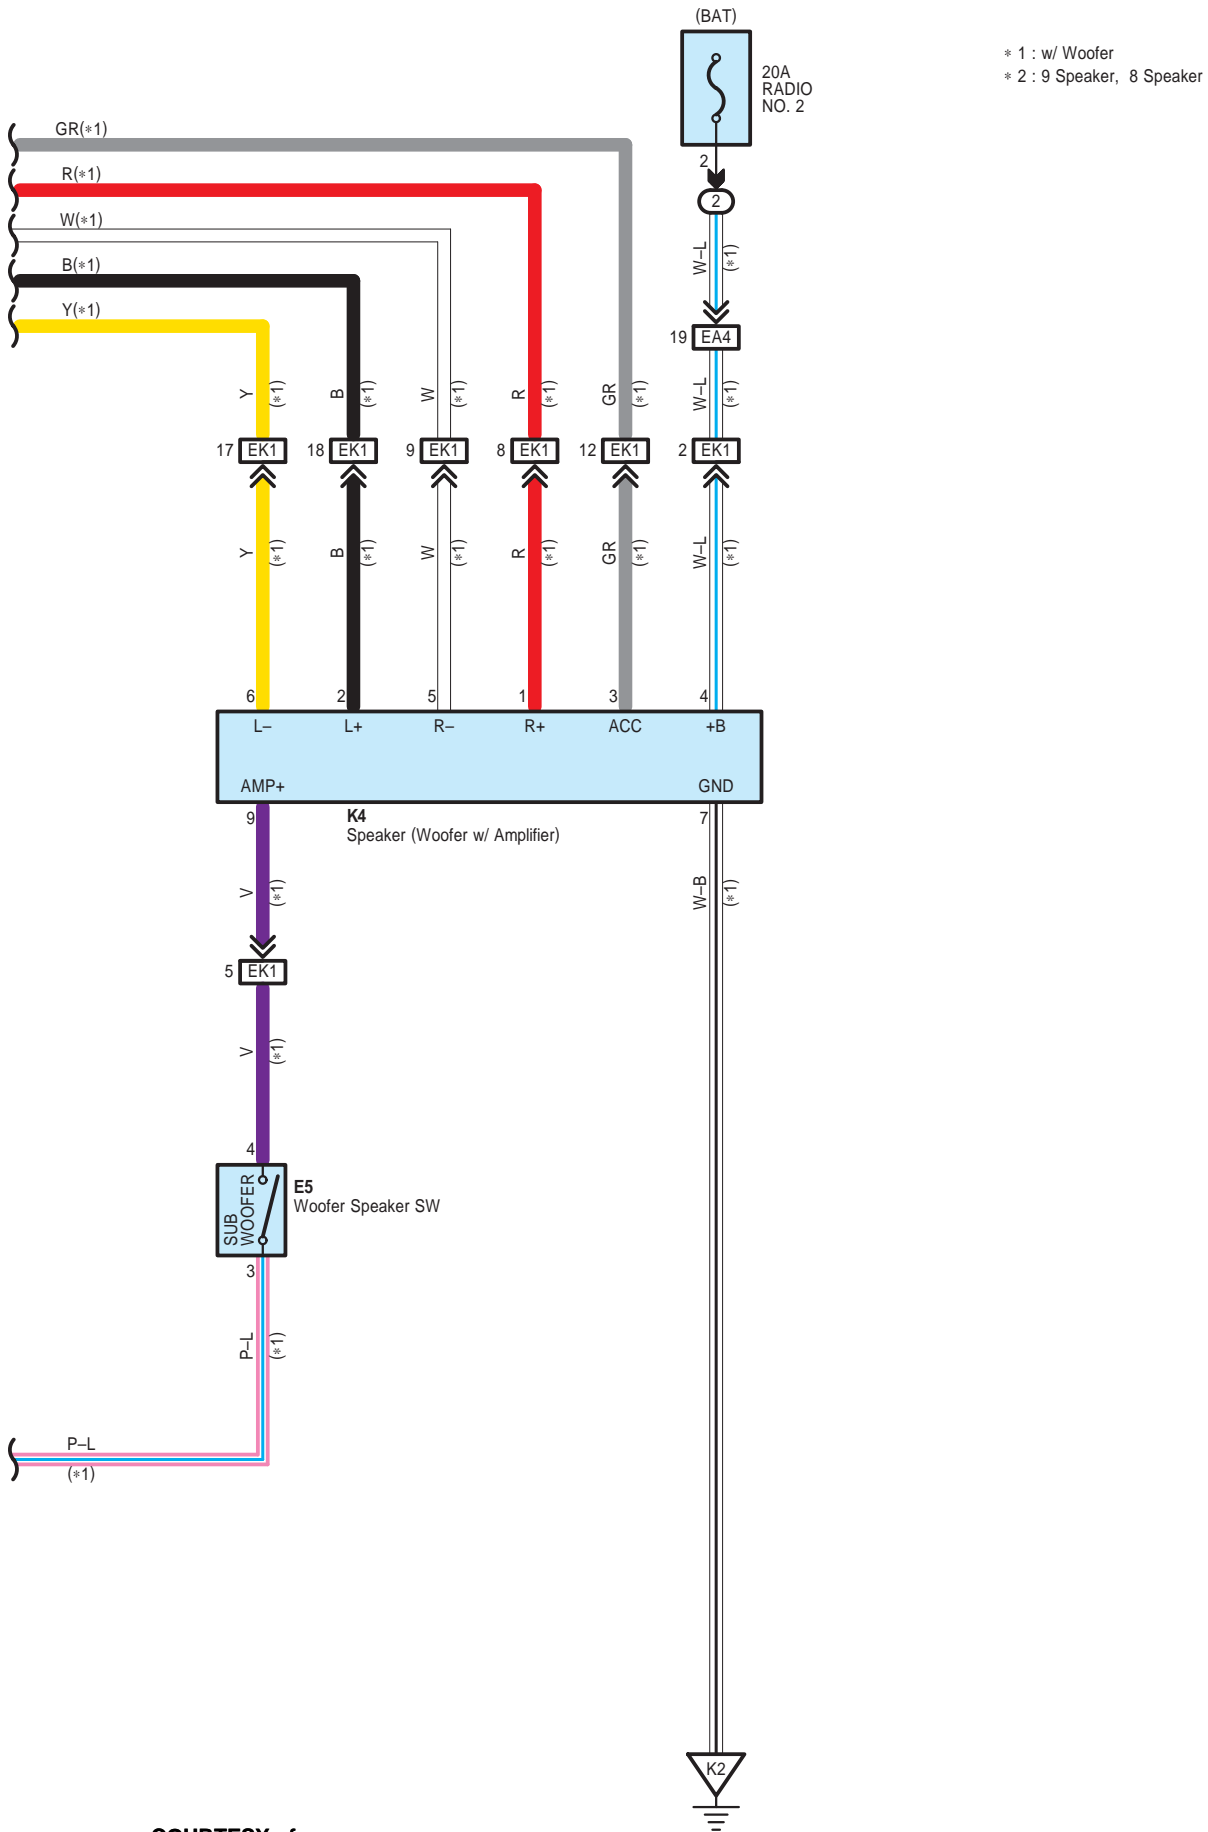 (BAT)
20A
RADIO
NO. 2
∗ 1 : w/ Woofer
∗ 2 : 9 Speaker, 8 Speaker
GR(∗1)
R(∗1)
W(∗1)
B(∗1)
Y(∗1)
2
2
W–L
(∗1)
19 EA4
Y (∗1) B (∗1) W (∗1) R (∗1) GR (∗1) W–L (∗1)
17 EK1 18 EK1 9 EK1 8 EK1 12 EK1 2 EK1
Y (∗1) B (∗1) W (∗1) R (∗1) GR (∗1) W–L (∗1)
6 2 5 1 3 4
L– L+ R– R+ ACC +B
AMP+ GND
9 7
K4
Speaker (Woofer w/ Amplifier)
V (∗1) W–B (∗1)
5 EK1
V (∗1)
4
SUB
WOOFER
E5
Woofer Speaker SW
3
P–L (∗1)
P–L
(∗1)
K2